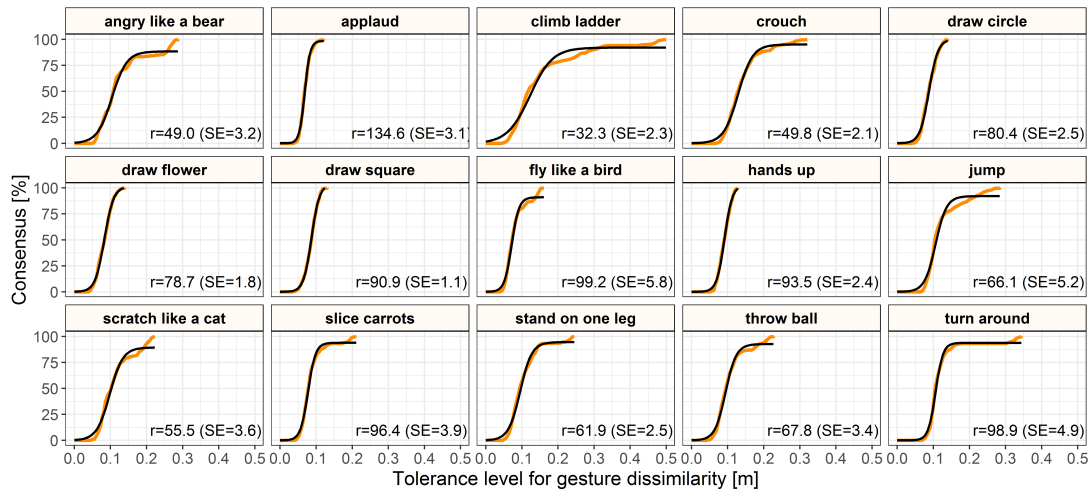 angry like a bear applaud climb ladder crouch draw circle
100
75
50
25
0
r=49.0 (SE=3.2) r=134.6 (SE=3.1) r=32.3 (SE=2.3) r=49.8 (SE=2.1) r=80.4 (SE=2.5)
draw flower draw square fly like a bird hands up jump
100
75
50
25
0
r=78.7 (SE=1.8) r=90.9 (SE=1.1) r=99.2 (SE=5.8) r=93.5 (SE=2.4) r=66.1 (SE=5.2)
Consensus [%]
scratch like a cat slice carrots stand on one leg throw ball turn around
100
75
50
25
0
r=55.5 (SE=3.6) r=96.4 (SE=3.9) r=61.9 (SE=2.5) r=67.8 (SE=3.4) r=98.9 (SE=4.9)
0.0 0.1 0.2 0.3 0.4 0.5 0.0 0.1 0.2 0.3 0.4 0.5 0.0 0.1 0.2 0.3 0.4 0.5 0.0 0.1 0.2 0.3 0.4 0.5 0.0 0.1 0.2 0.3 0.4 0.5
Tolerance level for gesture dissimilarity [m]